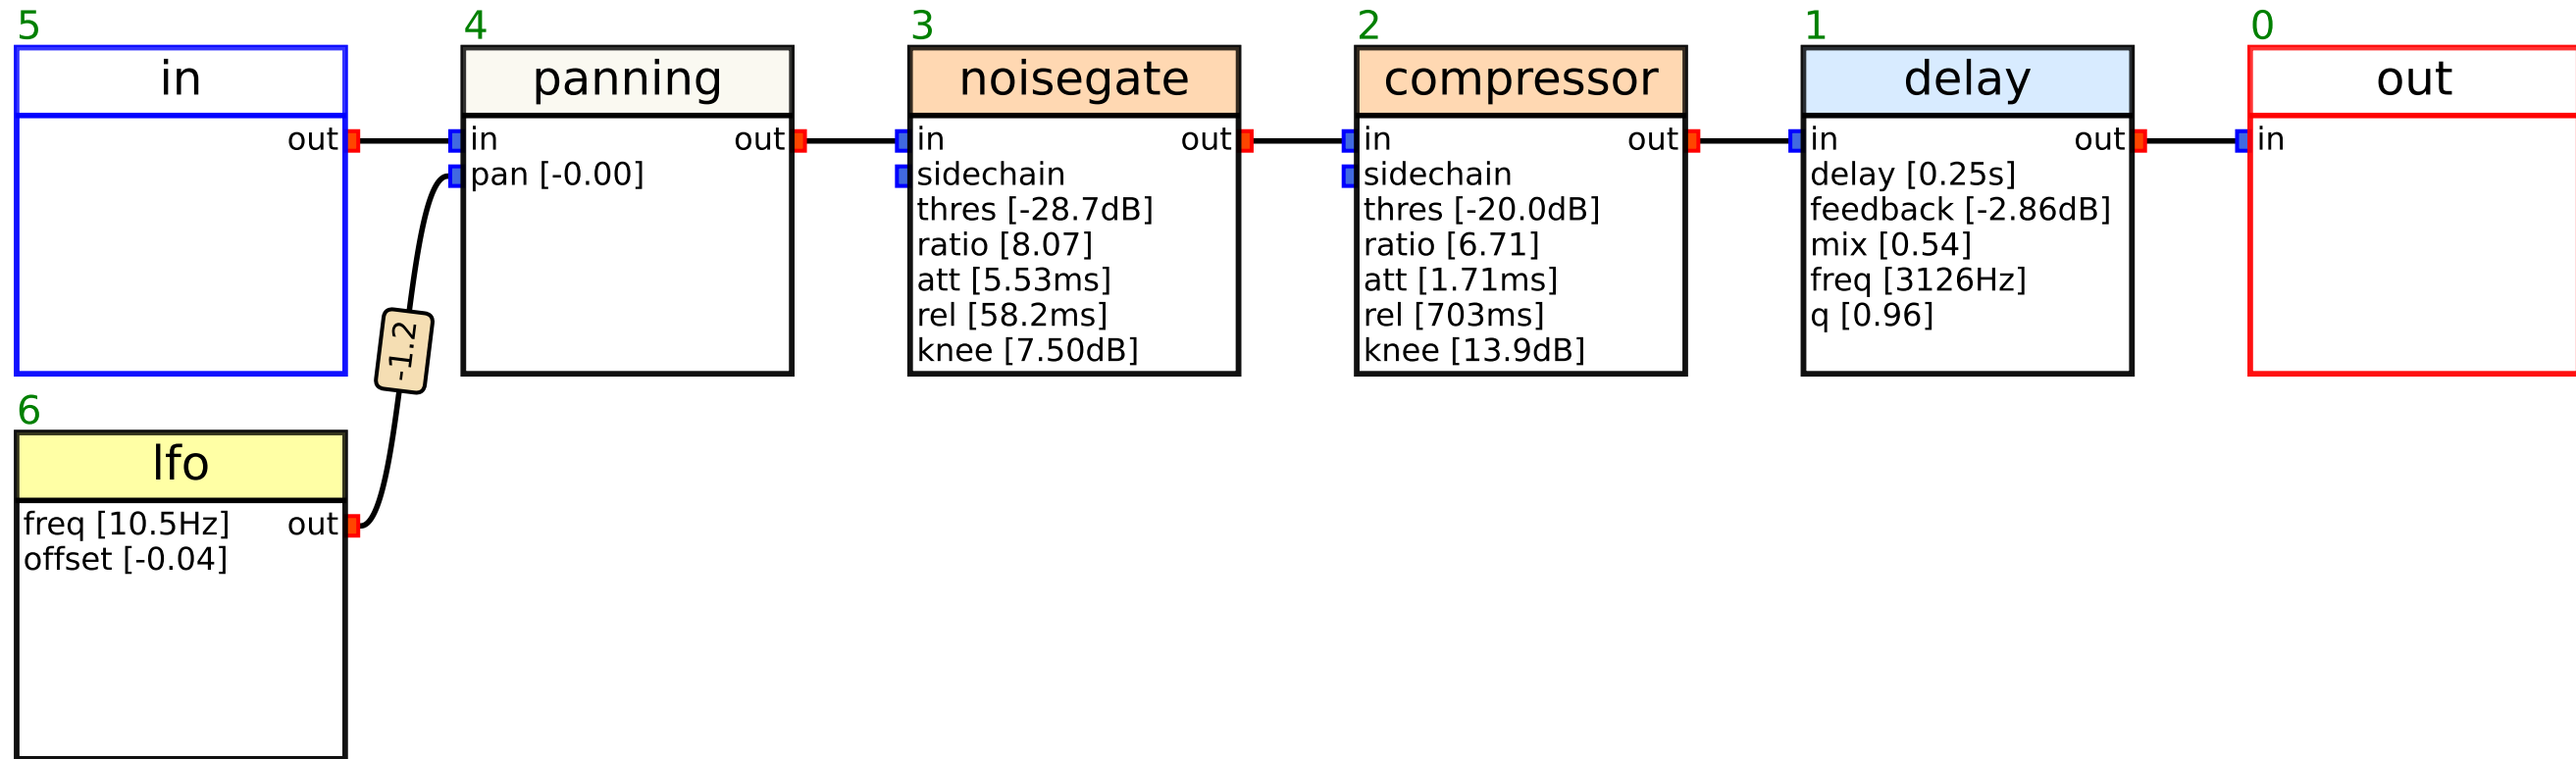 5
in
out
4
panning
in out
pan [-0.00]
3
noisegate
in out
sidechain
thres [-28.7dB]
ratio [8.07]
att [5.53ms]
rel [58.2ms]
knee [7.50dB]
2
compressor
in out
sidechain
thres [-20.0dB]
ratio [6.71]
att [1.71ms]
rel [703ms]
knee [13.9dB]
1
delay
in out
delay [0.25s]
feedback [-2.86dB]
mix [0.54]
freq [3126Hz]
q [0.96]
0
out
in
-1.2
6
lfo
freq [10.5Hz] out
offset [-0.04]